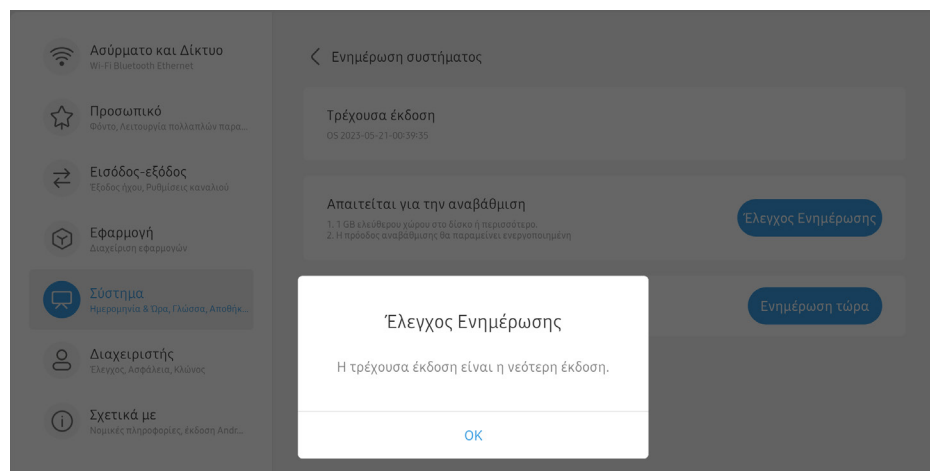 Ασύρματο και Δίκτυο
Wi-Fi Bluetooth Ethernet
Προσωπικό
Φόντο, Λειτουργία πολλαπλών παρα...
Εισόδος-εξόδος
Έξοδος ήχου, Ρυθμίσεις καναλιού
Εφαρμογή
Διαχείριση εφαρμογών
Σύστημα
Ημερομηνία & Ώρα, Γλώσσα, Αποθήκ...
Διαχειριστής
Έλεγχος, Ασφάλεια, Κλώνος
Σχετικά με
Νομικές πληροφορίες, έκδοση Andr...
Ενημέρωση συστήματος
Τρέχουσα έκδοση
OS 2023-05-21-00:39:35
Απαιτείται για την αναβάθμιση
1. 1 GB ελεύθερου χώρου στο δίσκο ή περισσότερο.
2. Η πρόοδος αναβάθμισης θα παραμείνει ενεργοποιημένη
Έλεγχος Ενημέρωσης
Ενημέρωση τώρα
Έλεγχος Ενημέρωσης
Η τρέχουσα έκδοση είναι η νεότερη έκδοση.
OK